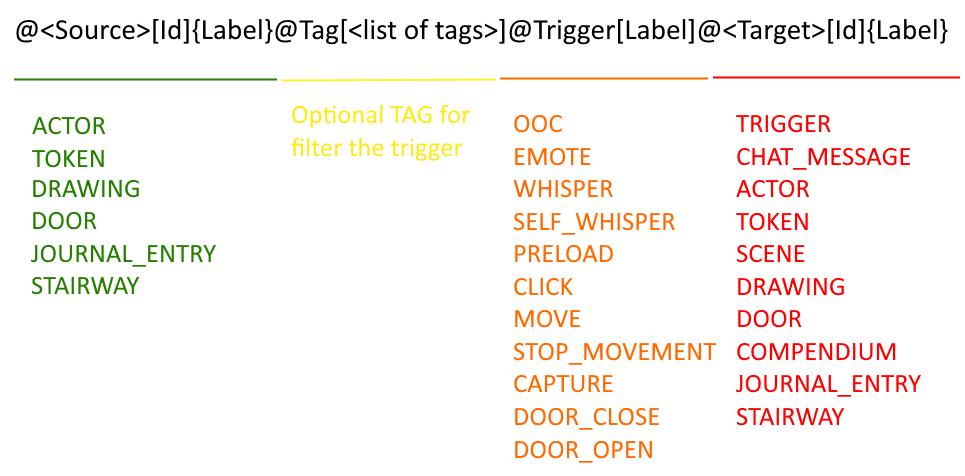 @<Source>[Id]{Label}@Tag[<list of tags>]@Trigger[Label]@<Target>[Id]{Label}
ACTOR
TOKEN
DRAWING
DOOR
JOURNAL_ENTRY
STAIRWAY
Optional TAG for
filter the trigger
OOC
EMOTE
WHISPER
SELF_WHISPER
PRELOAD
CLICK
MOVE
STOP_MOVEMENT
CAPTURE
DOOR_CLOSE
DOOR_OPEN
TRIGGER
CHAT_MESSAGE
ACTOR
TOKEN
SCENE
DRAWING
DOOR
COMPENDIUM
JOURNAL_ENTRY
STAIRWAY